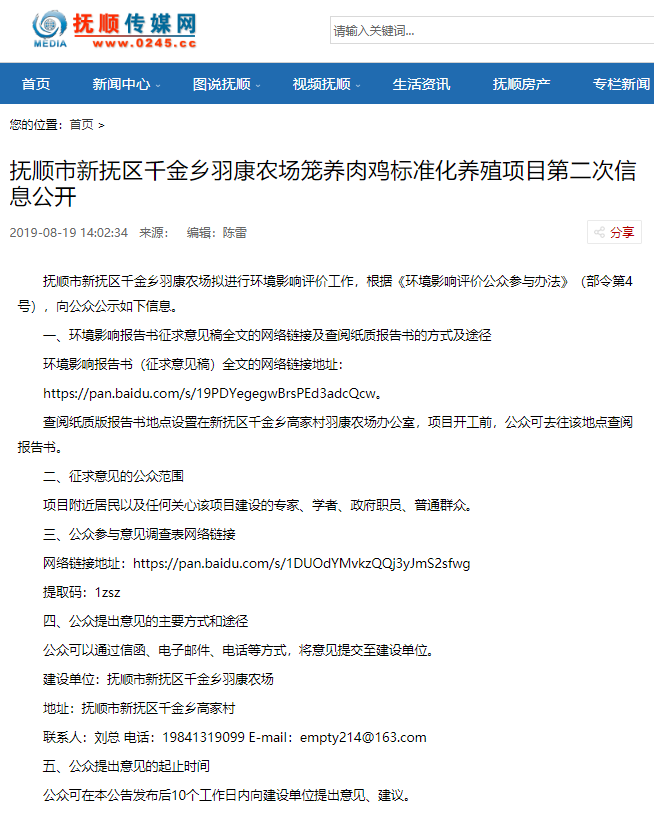 抚顺传媒网
MEDIA
www.0245.cc
请输入关键词...
首页 新闻中心 图说抚顺 视频抚顺 生活资讯 抚顺房产 专栏新闻
您的位置：首页 >
抚顺市新抚区千金乡羽康农场笼养肉鸡标准化养殖项目第二次信
息公开
2019-08-19 14:02:34 来源： 编辑：陈雷
分享
抚顺市新抚区千金乡羽康农场拟进行环境影响评价工作，根据《环境影响评价公众参与办法》（部令第4
号），向公众公示如下信息。
一、环境影响报告书征求意见稿全文的网络链接及查阅纸质报告书的方式及途径
环境影响报告书（征求意见稿）全文的网络链接地址：
https://pan.baidu.com/s/19PDYegegwBrsPEd3adcQcw。
查阅纸质版报告书地点设置在新抚区千金乡高家村羽康农场办公室，项目开工前，公众可去往该地点查阅
报告书。
二、征求意见的公众范围
项目附近居民以及任何关心该项目建设的专家、学者、政府职员、普通群众。
三、公众参与意见调查表网络链接
网络链接地址：https://pan.baidu.com/s/1DUOdYMvkzQQj3yJmS2sfwg
提取码：1zsz
四、公众提出意见的主要方式和途径
公众可以通过信函、电子邮件、电话等方式，将意见提交至建设单位。
建设单位：抚顺市新抚区千金乡羽康农场
地址：抚顺市新抚区千金乡高家村
联系人：刘总 电话：19841319099 E-mail：empty214@163.com
五、公众提出意见的起止时间
公众可在本公告发布后10个工作日内向建设单位提出意见、建议。